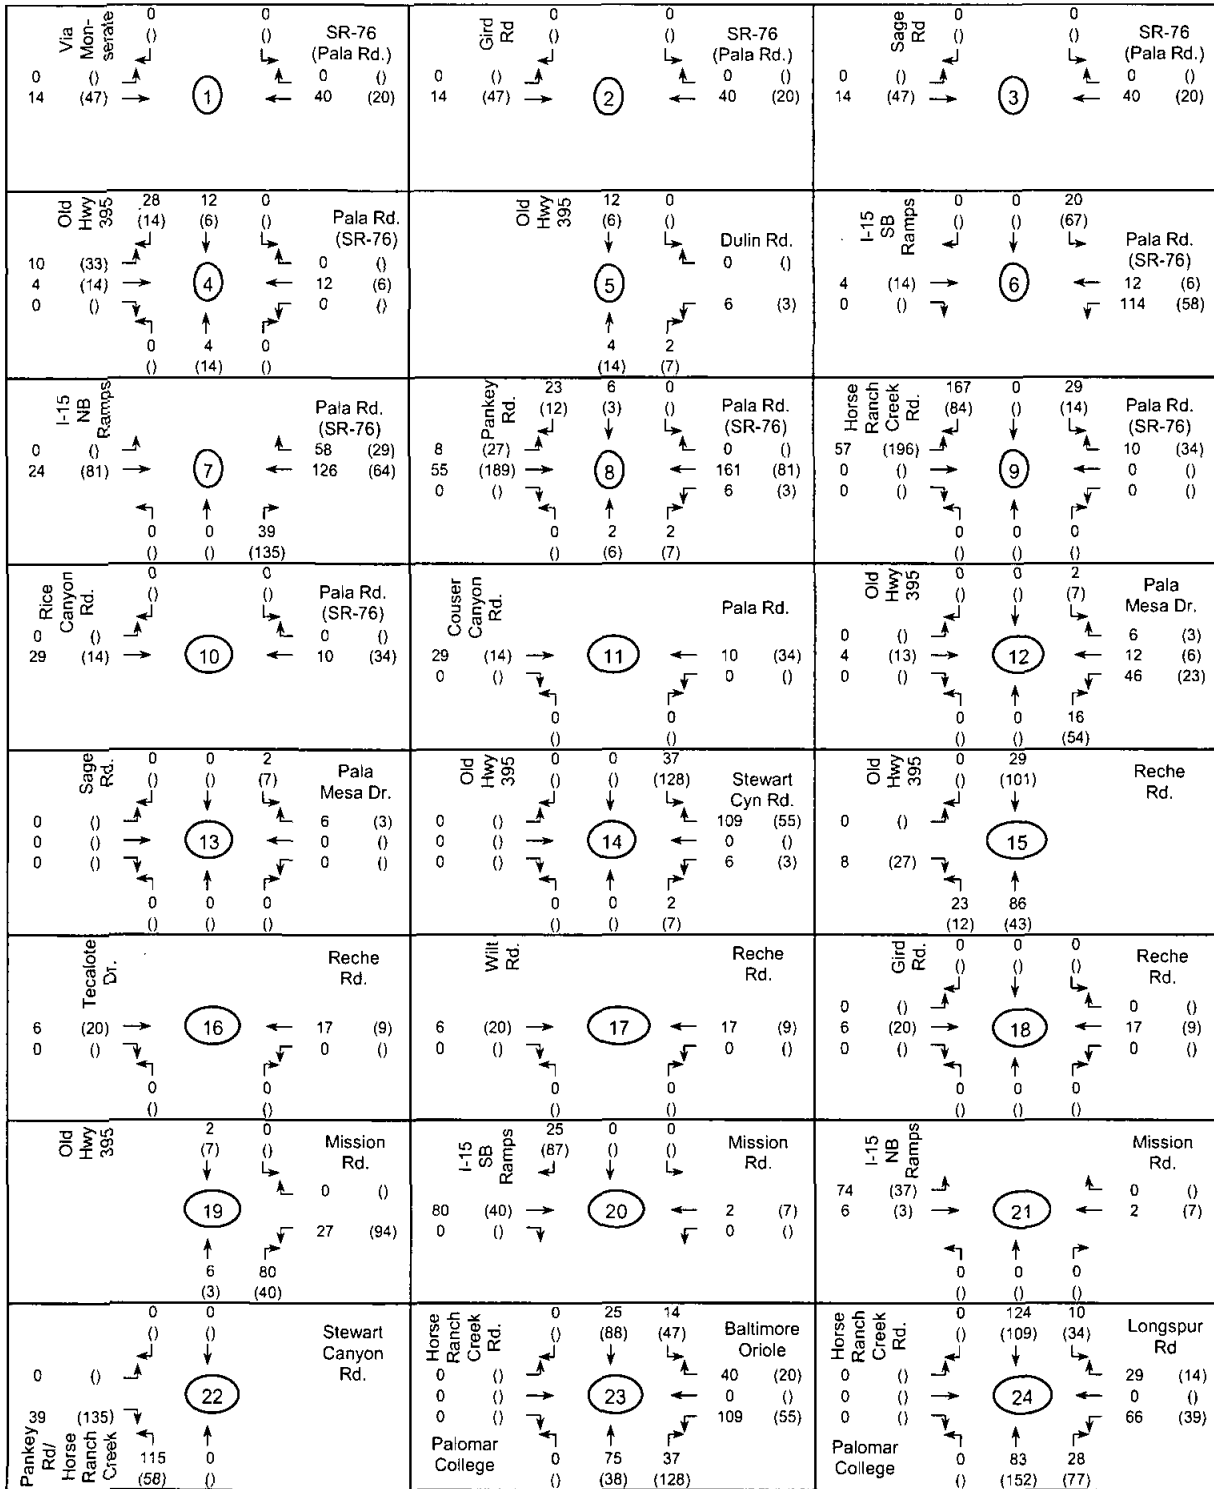 Via Mon- serate
0
()
0
()
SR-76
(Pala Rd.)
0 ()
14 (47)
1
0 ()
40 (20)
Gird Rd
0
()
0
()
SR-76
(Pala Rd.)
0 ()
14 (47)
2
0 ()
40 (20)
Sage Rd
0
()
0
()
SR-76
(Pala Rd.)
0 ()
14 (47)
3
0 ()
40 (20)
Old Hwy 395
28 12 0
(14) (6) ()
Pala Rd.
(SR-76)
10 (33)
4 (14)
0 ()
4
0 ()
12 (6)
0 ()
0 4 0
() (14) ()
Old Hwy 395
12 0
(6) ()
Dulin Rd.
5
0 ()
6 (3)
4 2
(14) (7)
I-15 SB Ramps
0 0 20
() () (67)
Pala Rd.
(SR-76)
4 (14)
0 ()
6
12 (6)
114 (58)
I-15 NB Ramps
Pala Rd.
(SR-76)
0 ()
24 (81)
7
58 (29)
126 (64)
0 0 39
() () (135)
Pankey Rd.
23 6 0
(12) (3) ()
Pala Rd.
(SR-76)
8 (27)
55 (189)
0 ()
8
0 ()
161 (81)
6 (3)
0 2 2
() (6) (7)
Horse Ranch Creek Rd.
167 0 29
(84) () (14)
Pala Rd.
(SR-76)
57 (196)
0 ()
0 ()
9
10 (34)
0 ()
0 ()
0 0 0
() () ()
Rice Canyon Rd.
0 0
() ()
Pala Rd.
(SR-76)
0 ()
29 (14)
10
0 ()
10 (34)
Couser Canyon Rd.
Pala Rd.
29 (14)
0 ()
11
10 (34)
0 ()
0 0
() ()
Old Hwy 395
0 0 2
() () (7)
Pala
Mesa Dr.
0 ()
4 (13)
0 ()
12
6 (3)
12 (6)
46 (23)
0 0 16
() () (54)
Sage Rd.
0 0 2
() () (7)
Pala
Mesa Dr.
0 ()
0 ()
0 ()
13
6 (3)
0 ()
0 ()
0 0 0
() () ()
Old Hwy 395
0 0 37
() () (128)
Stewart
Cyn Rd.
0 ()
0 ()
0 ()
14
109 (55)
0 ()
6 (3)
0 0 2
() () (7)
Old Hwy 395
0 29
() (101)
Reche
Rd.
0 ()
8 (27)
15
23 86
(12) (43)
Tecalote Dr.
Reche
Rd.
6 (20)
0 ()
16
17 (9)
0 ()
0 0
() ()
Wilt Rd.
Reche
Rd.
6 (20)
0 ()
17
17 (9)
0 ()
0 0
() ()
Gird Rd.
0 0 0
() () ()
Reche
Rd.
0 ()
6 (20)
0 ()
18
0 ()
17 (9)
0 ()
0 0 0
() () ()
Old Hwy 395
2 0
(7) ()
Mission
Rd.
19
0 ()
27 (94)
6 80
(3) (40)
I-15 SB Ramps
25 0 0
(87) () ()
Mission
Rd.
80 (40)
0 ()
20
2 (7)
0 ()
I-15 NB Ramps
Mission
Rd.
74 (37)
6 (3)
21
0 ()
2 (7)
0 0 0
() () ()
0 0
() ()
Stewart
Canyon
Rd.
0 ()
39 (135)
22
Pankey Rd/ Horse Ranch Creek
115 0
(58) ()
Horse Ranch Creek Rd.
0 25 14
() (88) (47)
Baltimore
Oriole
0 ()
0 ()
0 ()
23
40 (20)
0 ()
109 (55)
Palomar
College
0 75 37
() (38) (128)
Horse Ranch Creek Rd.
0 124 10
() (109) (34)
Longspur
Rd
0 ()
0 ()
0 ()
24
29 (14)
0 ()
66 (39)
Palomar
College
0 83 28
() (152) (77)